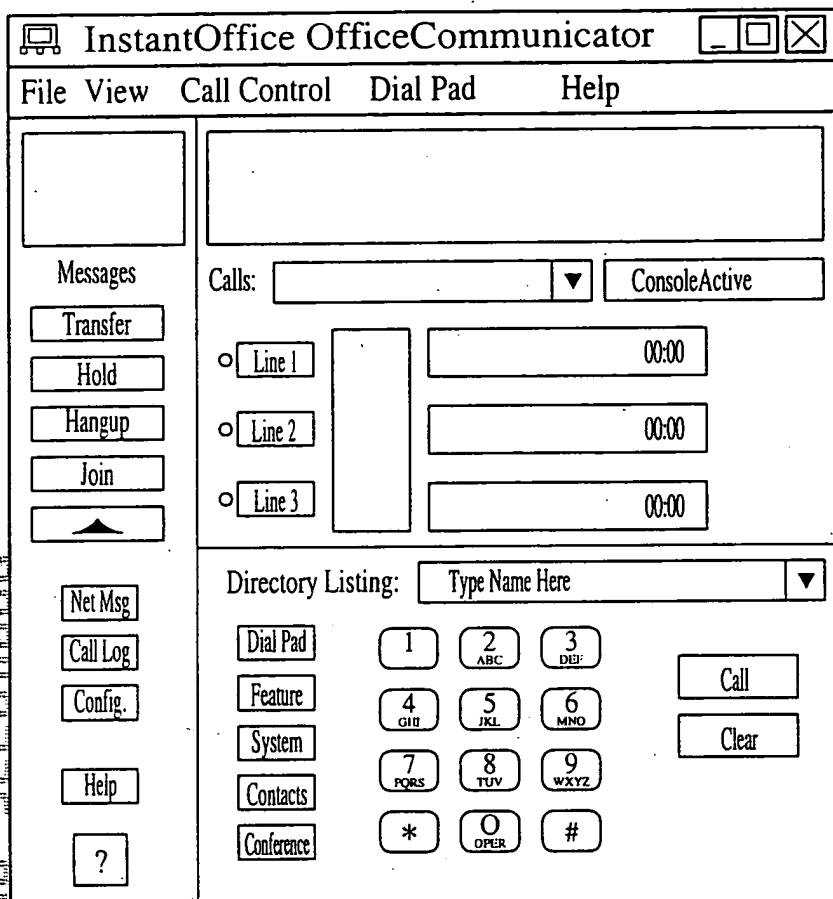 InstantOffice OfficeCommunicator
File View Call Control Dial Pad Help
Messages
Transfer
Hold
Hangup
Join
Net Msg
Call Log
Config.
Help
?
Calls: ConsoleActive
Line 1 00:00
Line 2 00:00
Line 3 00:00
Directory Listing: Type Name Here
Dial Pad
Feature
System
Contacts
Conference
1 2 3
ABC DEF
4 5 6
GHI JKL MNO
7 8 9
PQRS TUV WXYZ
* 0 #
OPER
Call
Clear